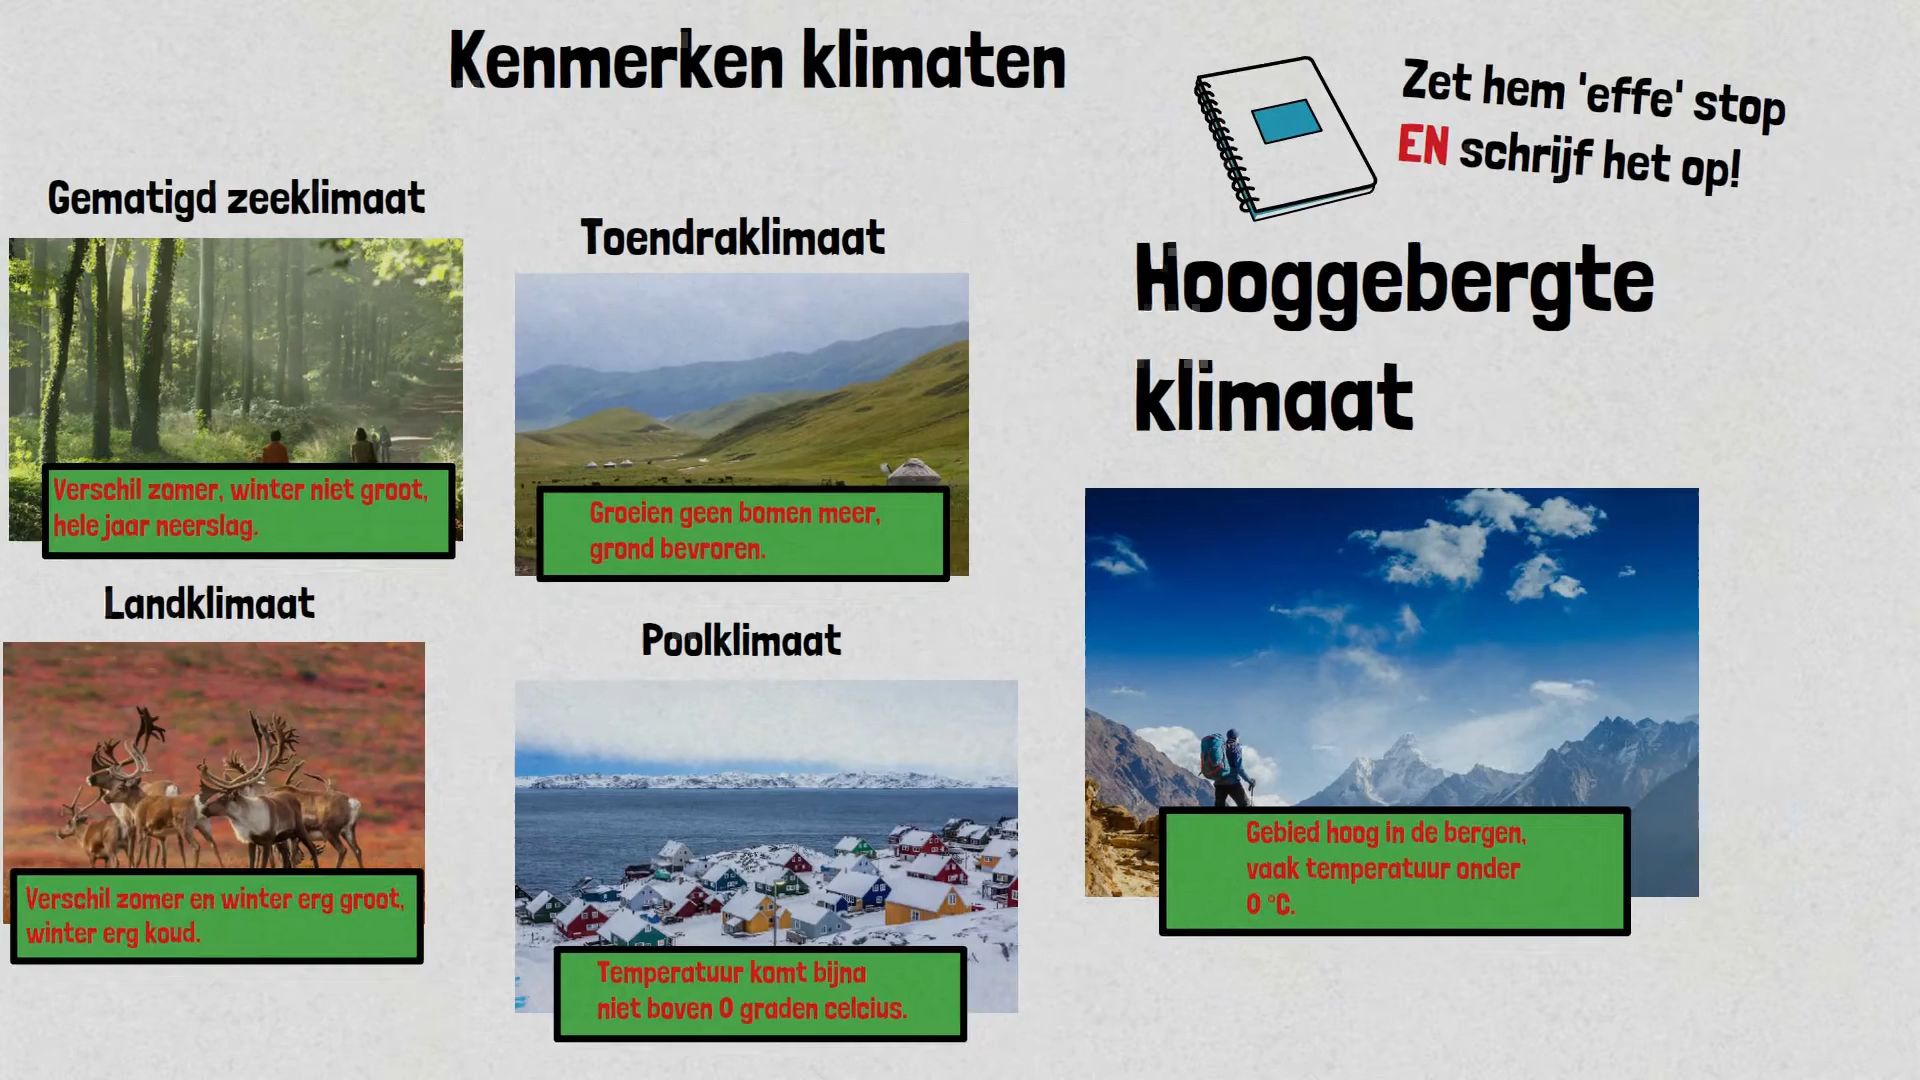 Kenmerken klimaten
Zet hem 'effe' stop
EN schrijf het op!
Gematigd zeeklimaat
Verschil zomer, winter niet groot,
hele jaar neerslag.
Landklimaat
Verschil zomer en winter erg groot,
winter erg koud.
Toendraklimaat
Groeien geen bomen meer,
grond bevroren.
Poolklimaat
Temperatuur komt bijna
niet boven 0 graden celcius.
Hooggebergte
klimaat
Gebied hoog in de bergen,
vaak temperatuur onder
0 °C.